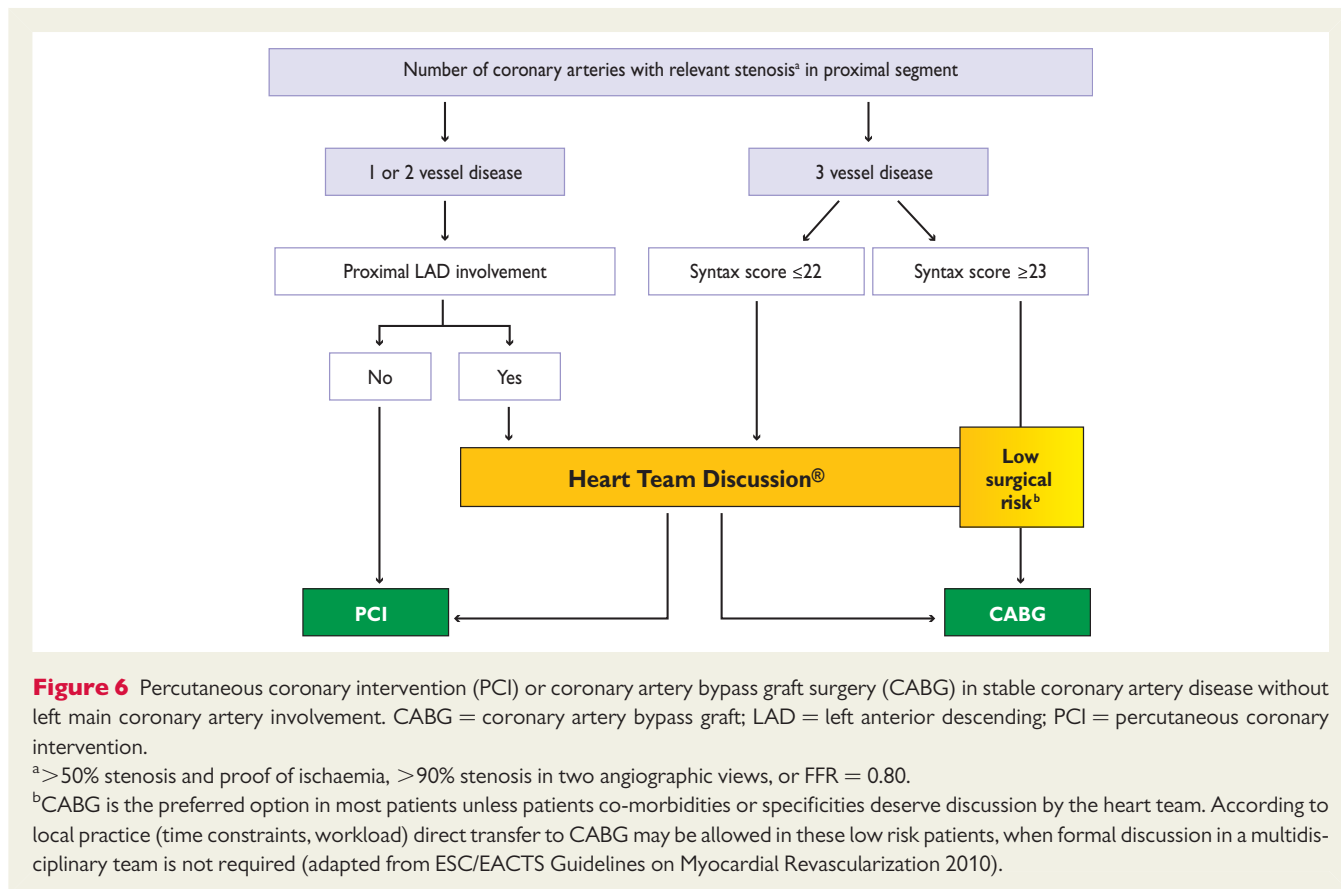 Number of coronary arteries with relevant stenosisᵃ in proximal segment
1 or 2 vessel disease
3 vessel disease
Proximal LAD involvement
Syntax score ≤22
Syntax score ≥23
No
Yes
Heart Team Discussion®
Low
surgical
riskᵇ
PCI
CABG
Figure 6 Percutaneous coronary intervention (PCI) or coronary artery bypass graft surgery (CABG) in stable coronary artery disease without
left main coronary artery involvement. CABG = coronary artery bypass graft; LAD = left anterior descending; PCI = percutaneous coronary
intervention.
ᵃ>50% stenosis and proof of ischaemia, >90% stenosis in two angiographic views, or FFR = 0.80.
ᵇCABG is the preferred option in most patients unless patients co-morbidities or specificities deserve discussion by the heart team. According to
local practice (time constraints, workload) direct transfer to CABG may be allowed in these low risk patients, when formal discussion in a multidis-
ciplinary team is not required (adapted from ESC/EACTS Guidelines on Myocardial Revascularization 2010).